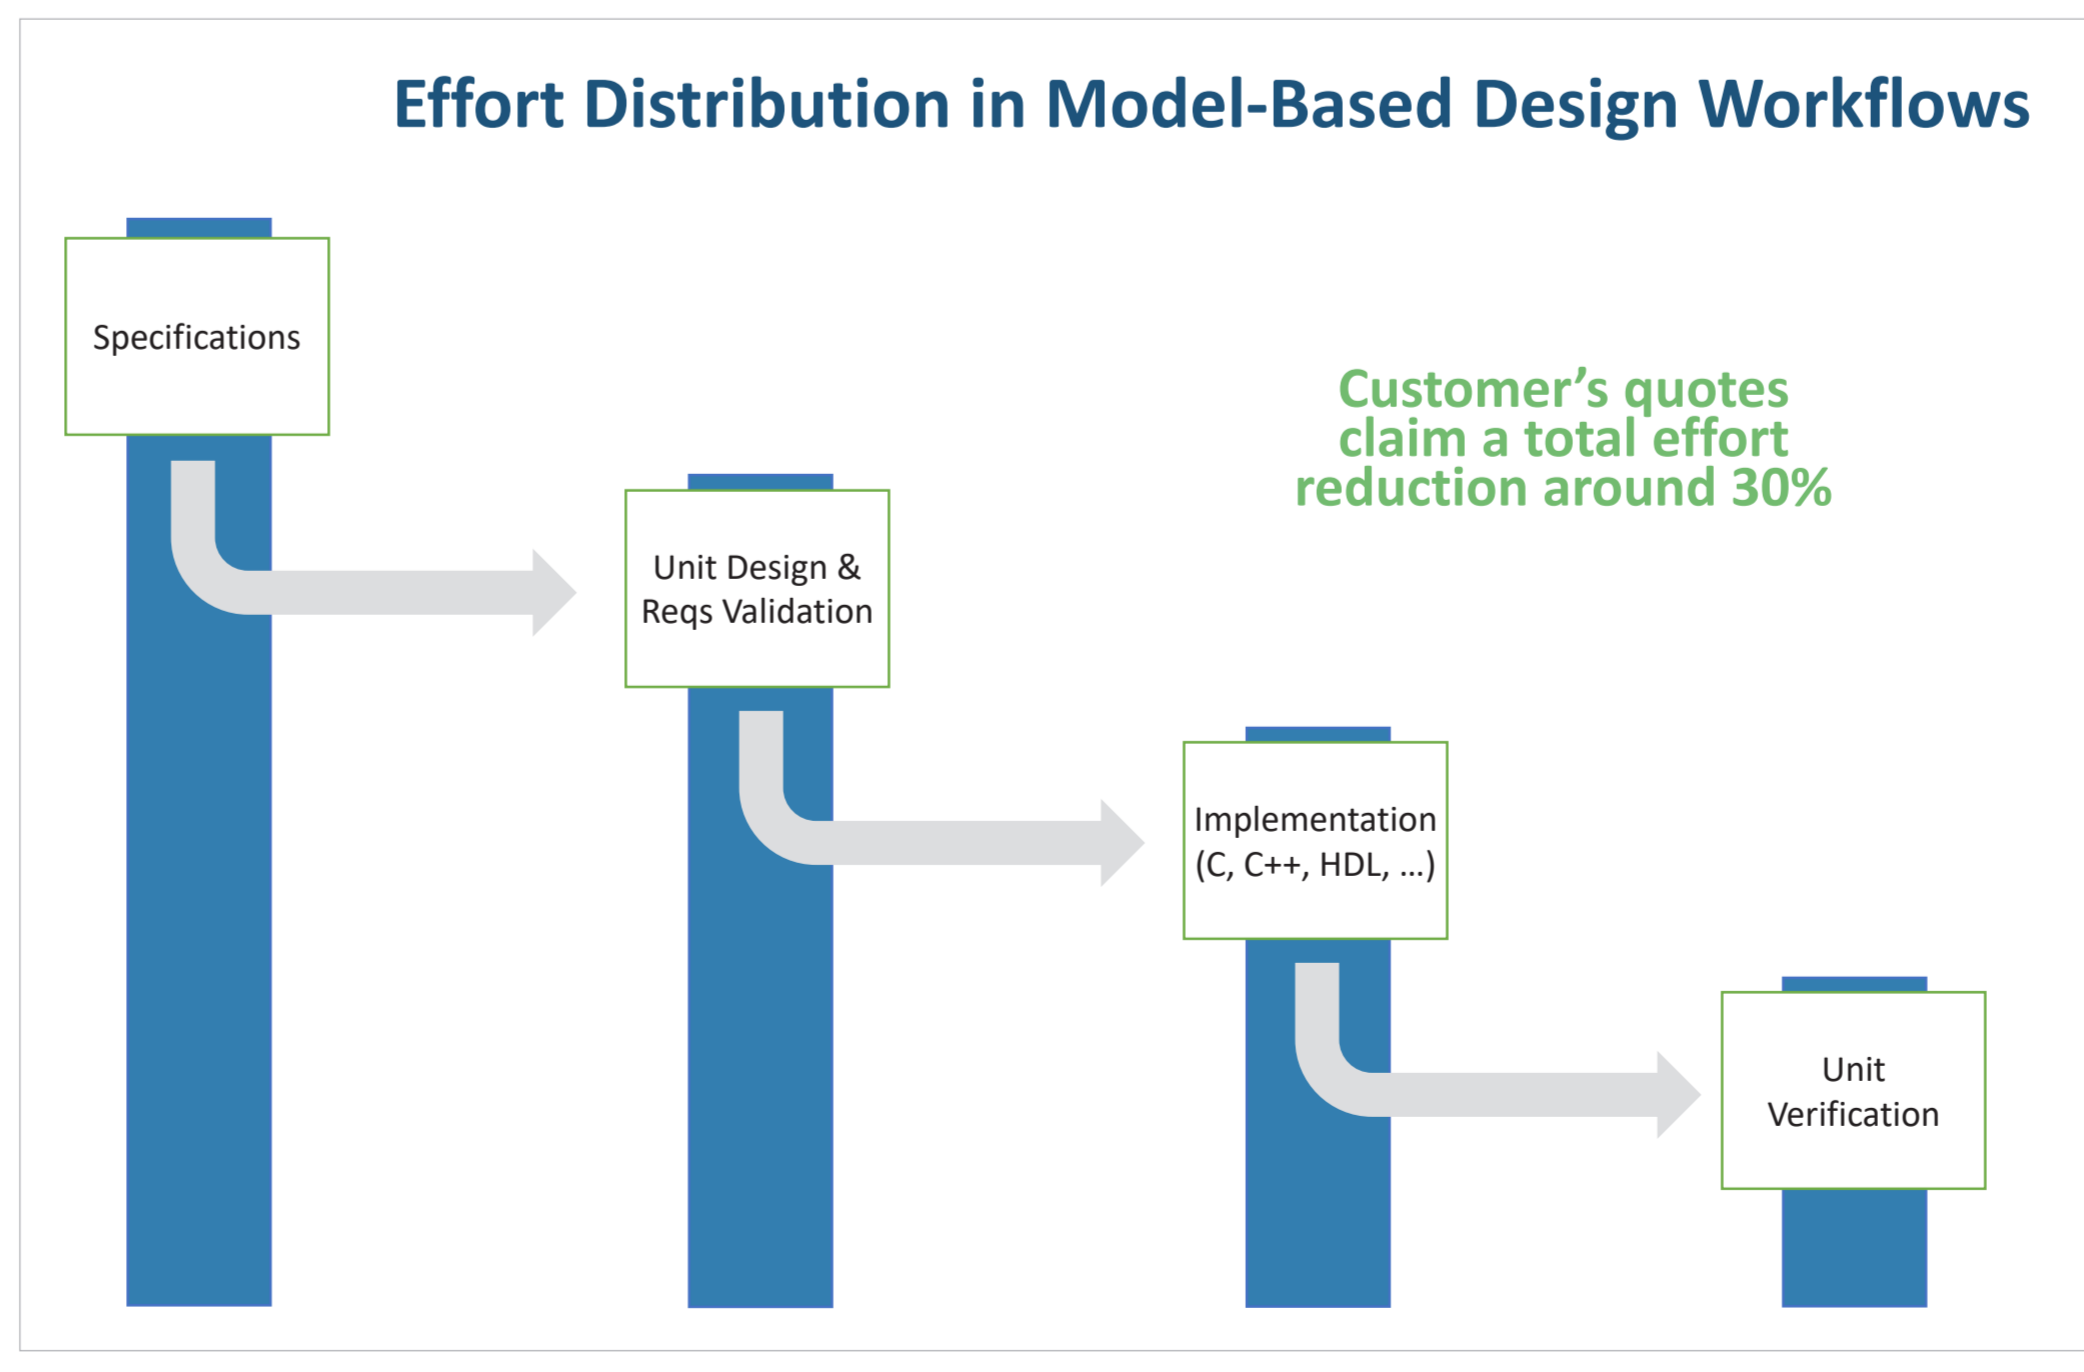 Effort Distribution in Model-Based Design Workflows
Specifications
Customer’s quotes
claim a total effort
reduction around 30%
Unit Design &
Reqs Validation
Implementation
(C, C++, HDL, …)
Unit
Verification